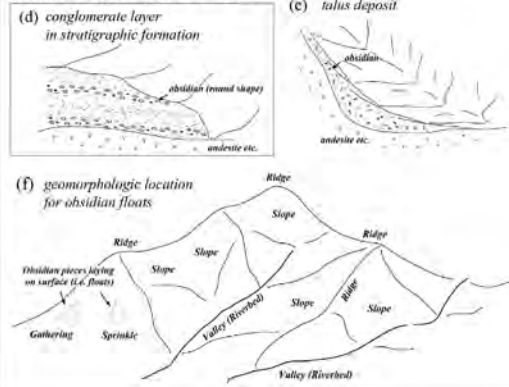 (d) conglomerate layer
in stratigraphic formation
obsidian (round shape)
andesite etc.
(e) talus deposit
obsidian
andesite etc.
(f) geomorphologic location
for obsidian floats
Ridge
Slope
Ridge
Slope
Ridge
Slope
Obsidian pieces laying
on surface (i.e. floats)
Slope
Ridge
Slope
Valley (Riverbed)
Gathering
Sprinkle
Valley (Riverbed)